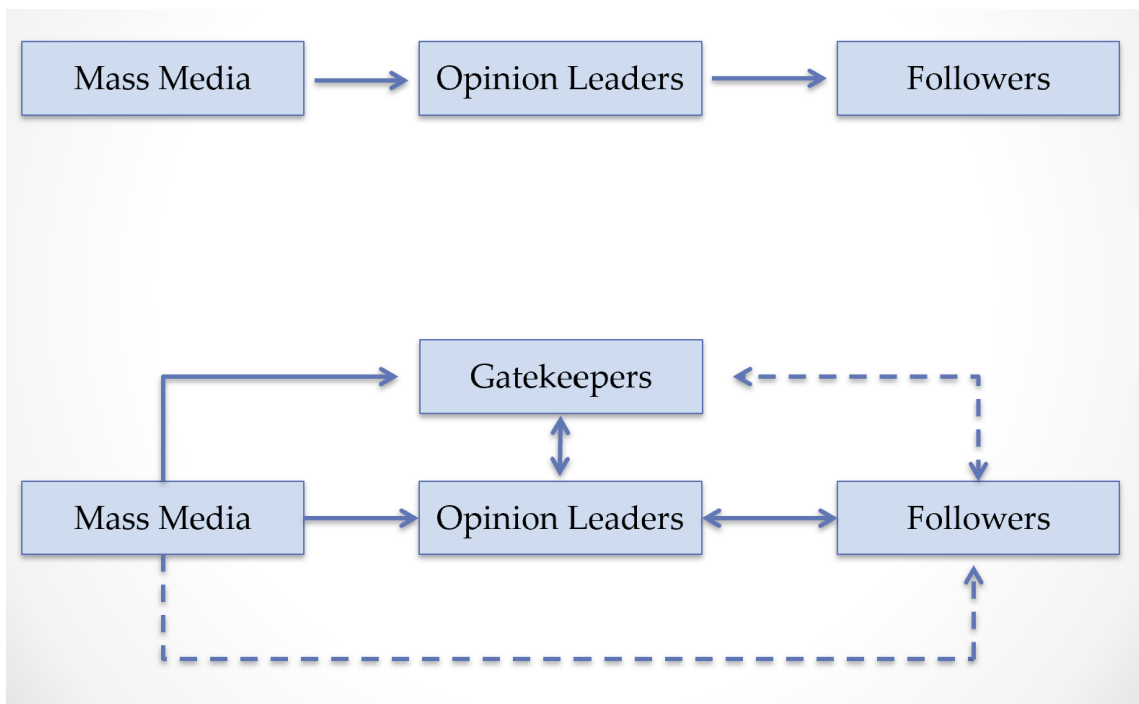 Mass Media
Opinion Leaders
Followers
Gatekeepers
Mass Media
Opinion Leaders
Followers